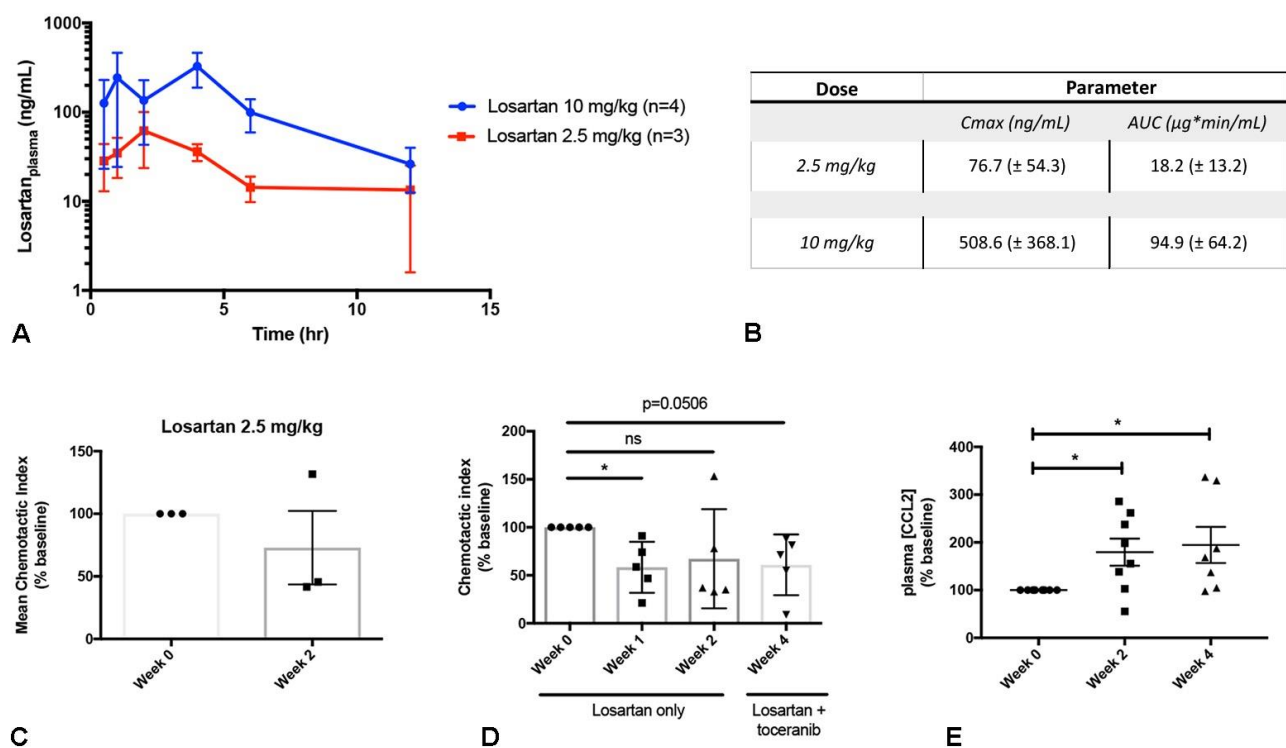 1000
100
10
1
0
5
10
15
Losartanplasma (ng/mL)
Time (hr)
Losartan 10 mg/kg (n=4)
Losartan 2.5 mg/kg (n=3)
A
Dose Parameter
Cmax (ng/mL) AUC (µg*min/mL)
2.5 mg/kg 76.7 (± 54.3) 18.2 (± 13.2)
10 mg/kg 508.6 (± 368.1) 94.9 (± 64.2)
B
Losartan 2.5 mg/kg
Mean Chemotactic Index
(% baseline)
150
100
50
0
Week 0
Week 2
C
p=0.0506
ns
*
Chemotactic index
(% baseline)
200
150
100
50
0
Week 0
Week 1
Week 2
Week 4
Losartan only
Losartan +
toceranib
D
*
*
plasma [CCL2]
(% baseline)
400
300
200
100
0
Week 0
Week 2
Week 4
E